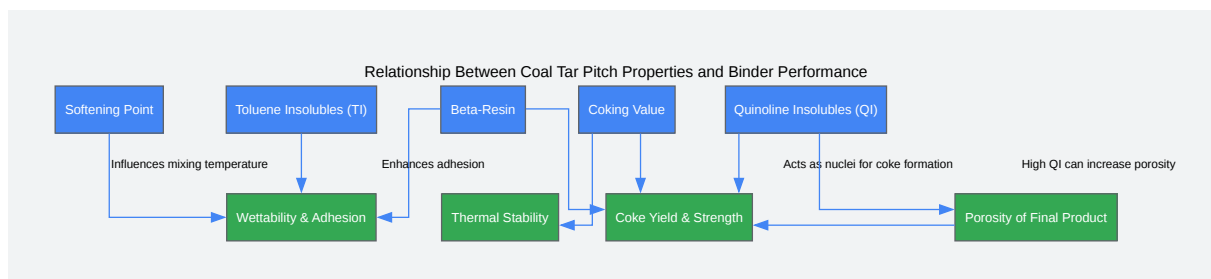 Relationship Between Coal Tar Pitch Properties and Binder Performance
Softening Point
Toluene Insolubles (TI)
Beta-Resin
Coking Value
Quinoline Insolubles (QI)
Influences mixing temperature
Enhances adhesion
Acts as nuclei for coke formation
High QI can increase porosity
Wettability & Adhesion
Thermal Stability
Coke Yield & Strength
Porosity of Final Product